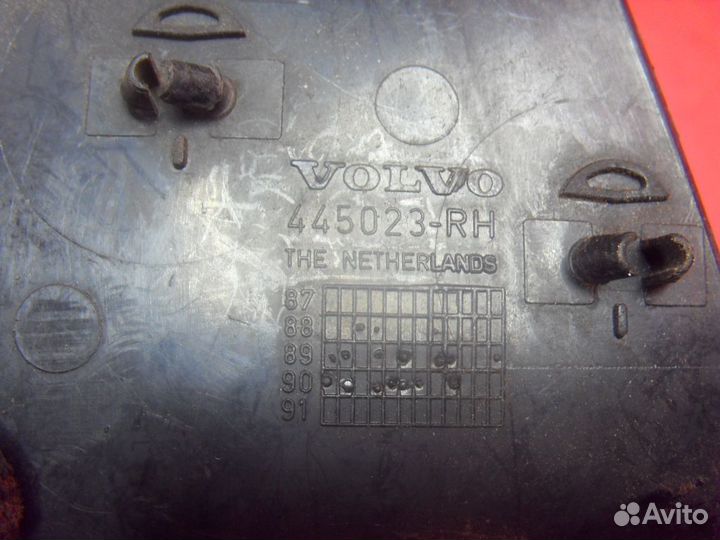 VOLVO
445023-RH
THE NETHERLANDS
87
88
89
90
91
Avito